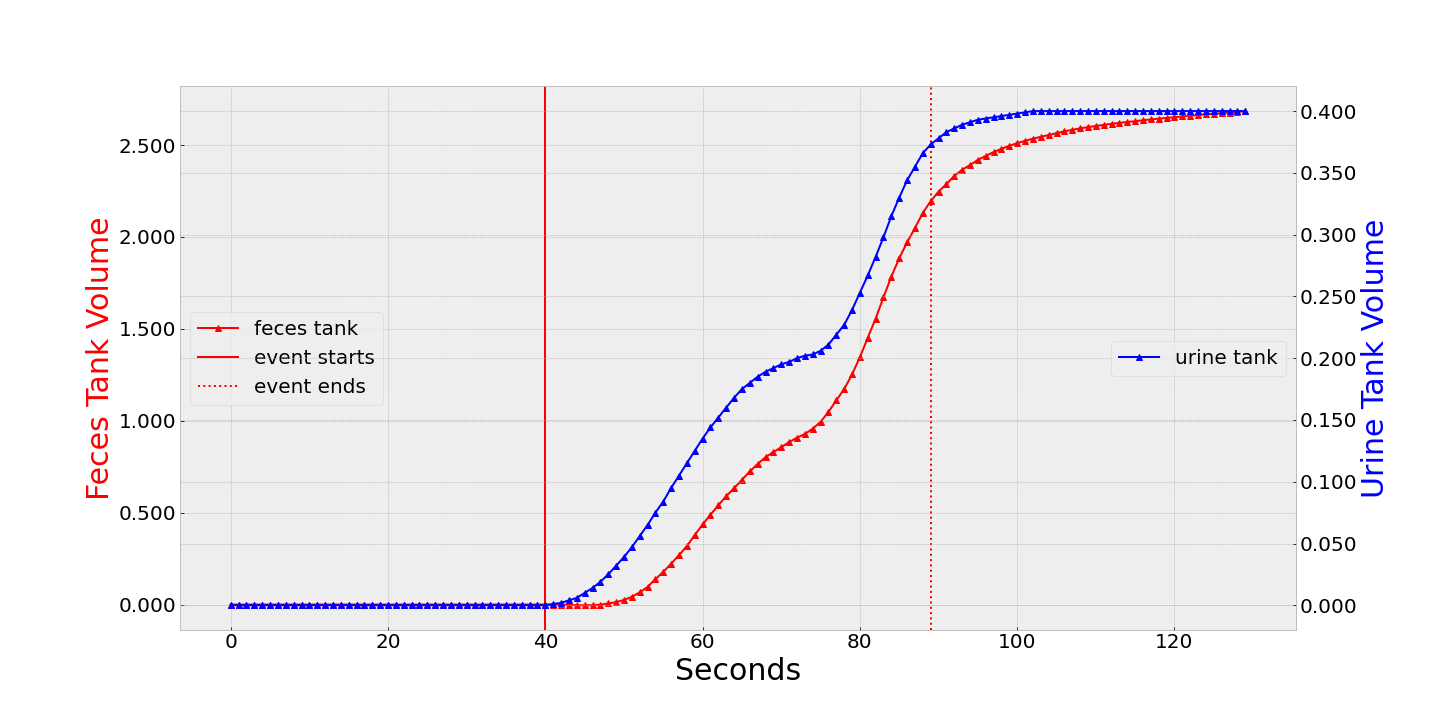 2.500
2.000
1.500
1.000
0.500
0.000
Feces Tank Volume
feces tank
event starts
event ends
urine tank
0.400
0.350
0.300
0.250
0.200
0.150
0.100
0.050
0.000
Urine Tank Volume
0 20 40 60 80 100 120
Seconds